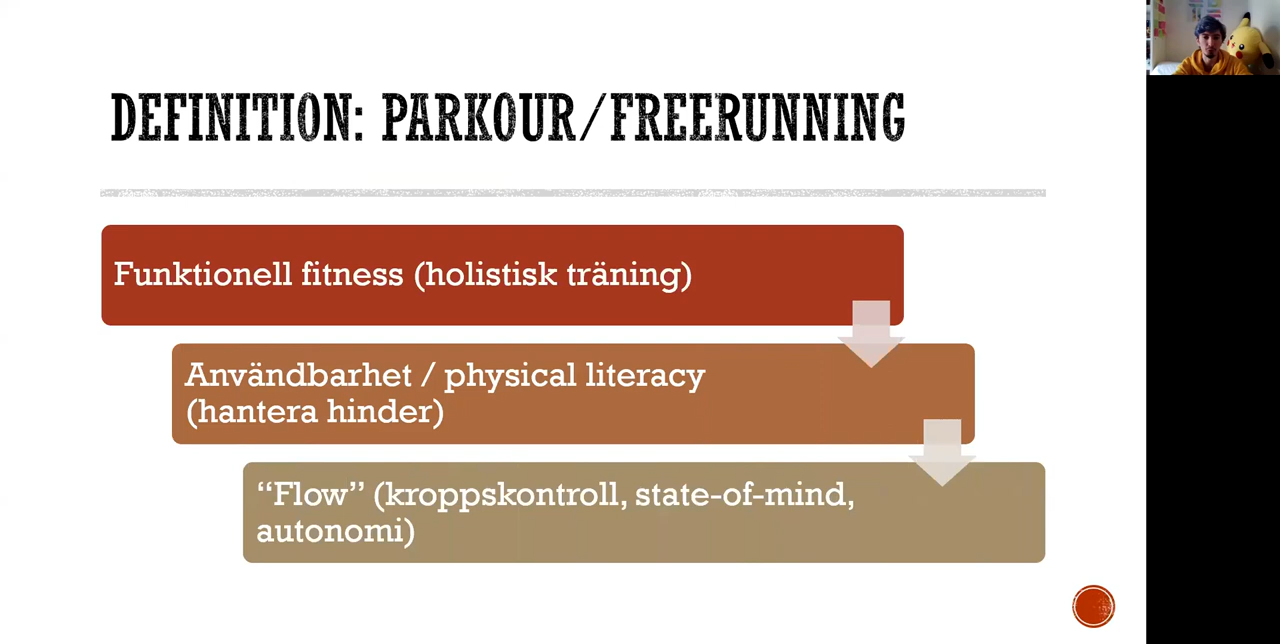 DEFINITION: PARKOUR/FREERUNNING
Funktionell fitness (holistisk träning)
Användbarhet / physical literacy
(hantera hinder)
“Flow” (kroppskontroll, state-of-mind,
autonomi)